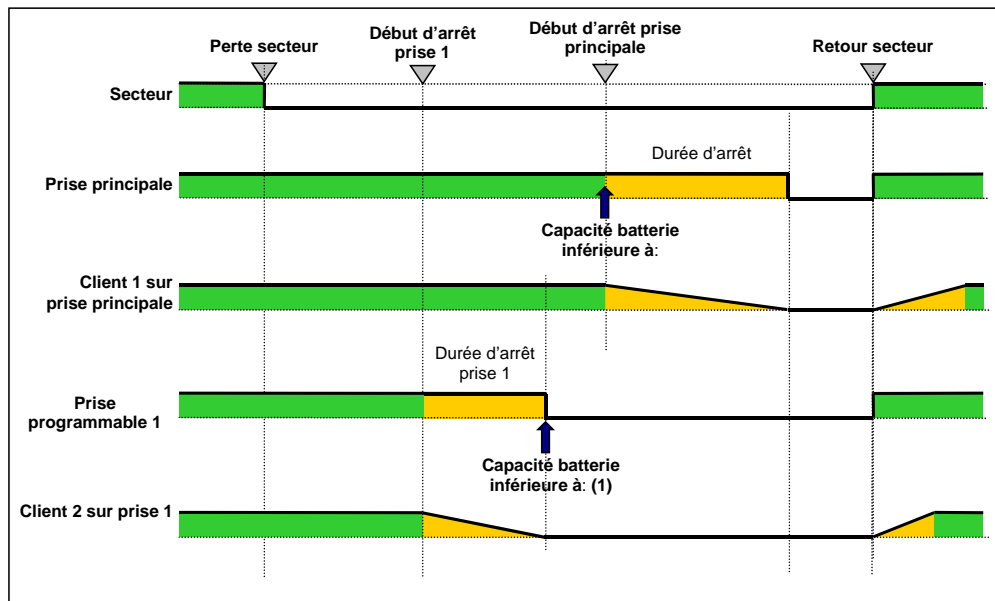 Perte secteur
Début d'arrêt
prise 1
Début d'arrêt prise
principale
Retour secteur
Secteur
Durée d'arrêt
Prise principale
Capacité batterie
inférieure à:
Client 1 sur
prise principale
Durée d'arrêt
prise 1
Prise
programmable 1
Capacité batterie
inférieure à: (1)
Client 2 sur prise 1